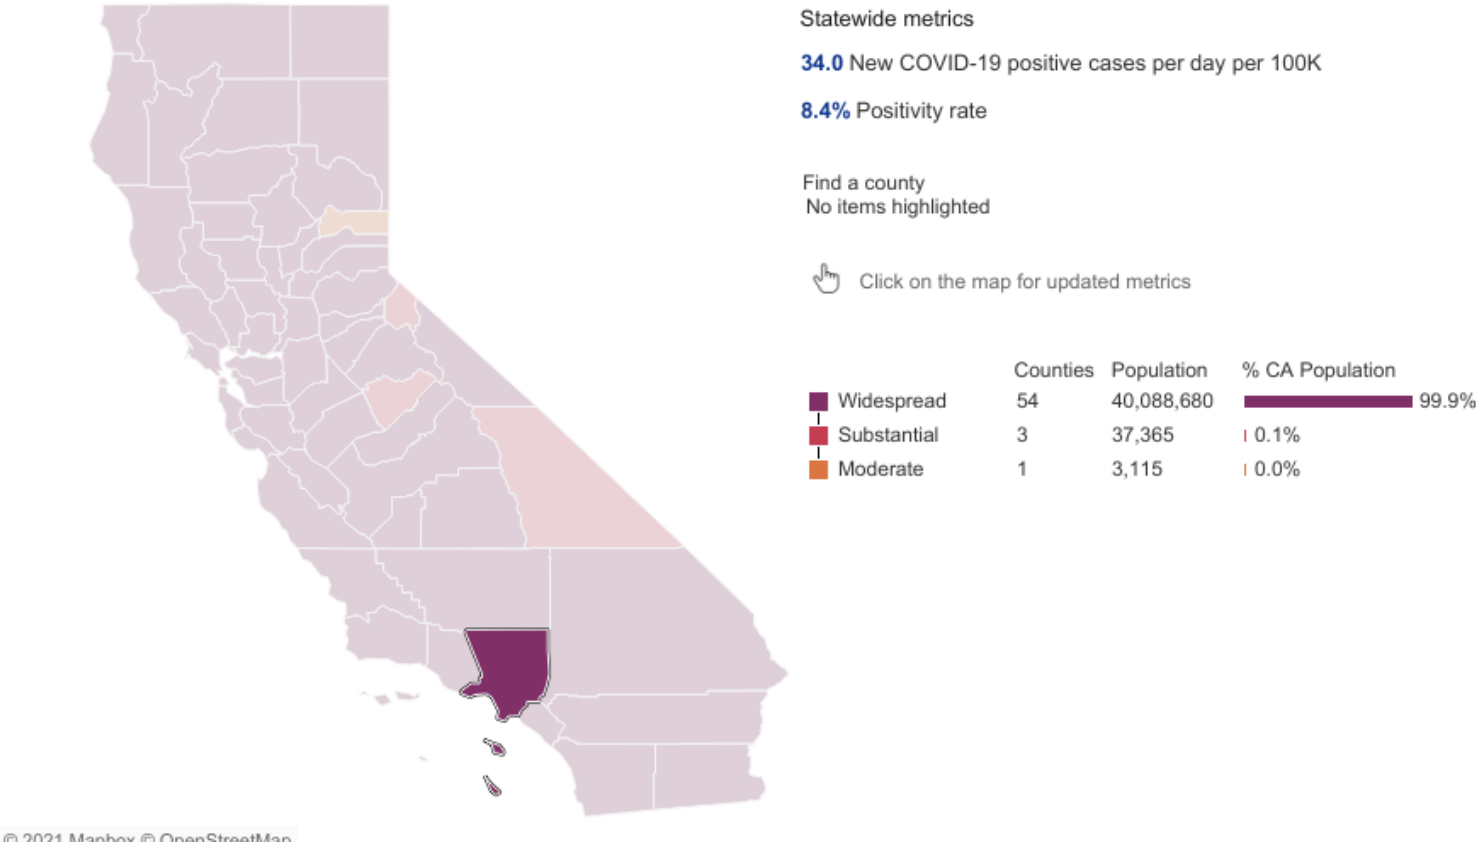 Statewide metrics
34.0 New COVID-19 positive cases per day per 100K
8.4% Positivity rate
Find a county
No items highlighted
Click on the map for updated metrics
Counties Population % CA Population
Widespread 54 40,088,680 99.9%
Substantial 3 37,365 0.1%
Moderate 1 3,115 0.0%
© 2021 Mapbox © OpenStreetMap